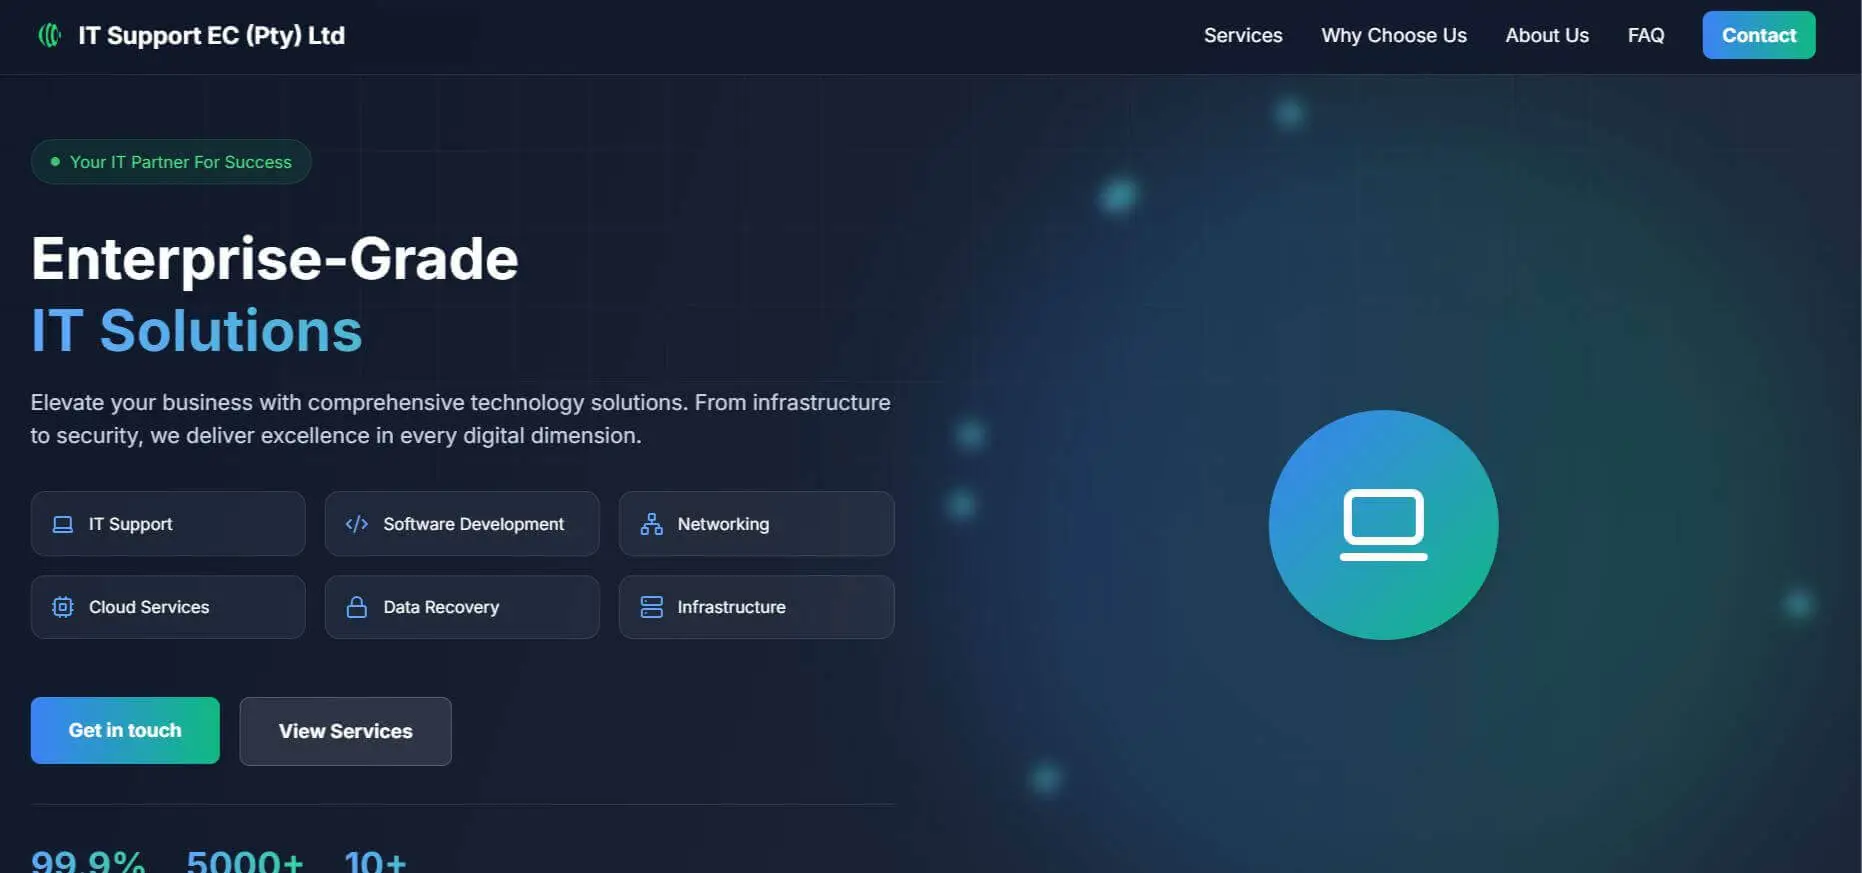 IT Support EC (Pty) Ltd
Services
Why Choose Us
About Us
FAQ
Contact
Your IT Partner For Success
Enterprise-Grade
IT Solutions
Elevate your business with comprehensive technology solutions. From infrastructure
to security, we deliver excellence in every digital dimension.
IT Support
Software Development
Networking
Cloud Services
Data Recovery
Infrastructure
Get in touch
View Services
99.9%
5000+
10+